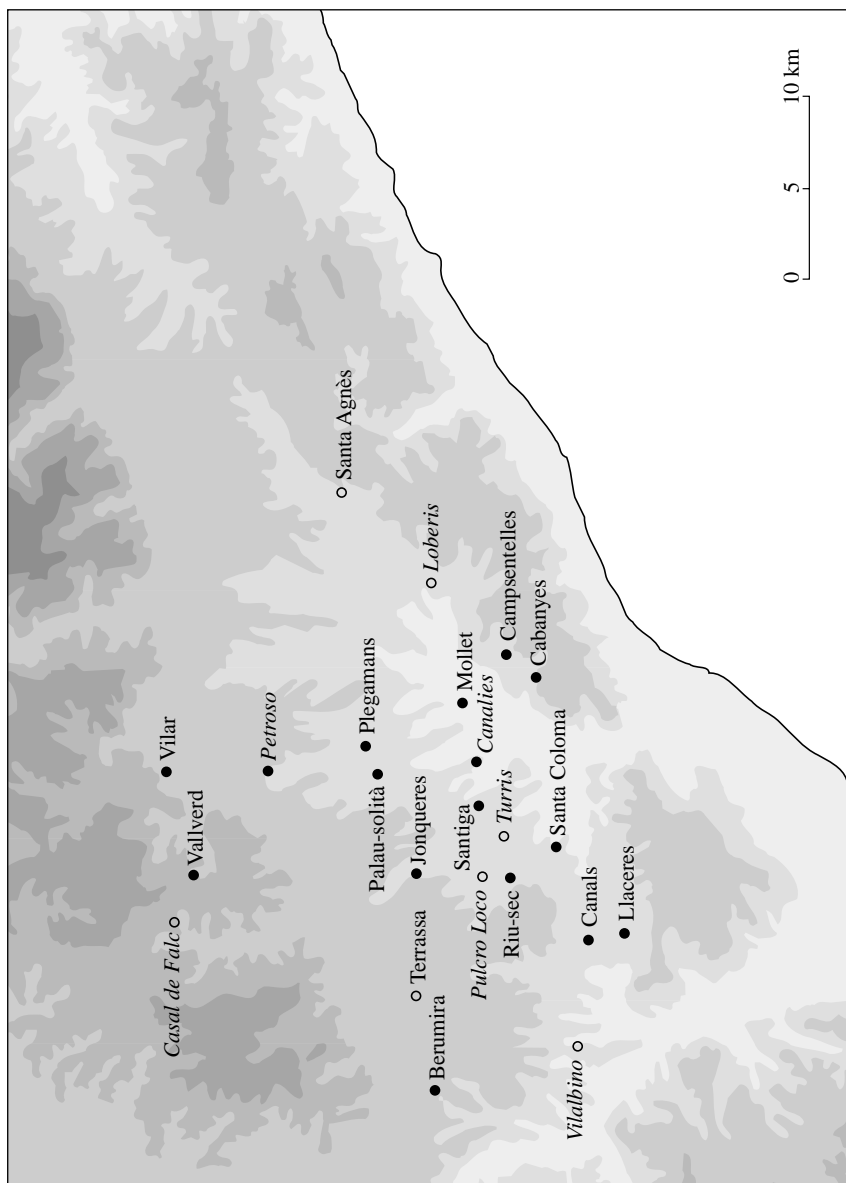 Vilar
Vallverd
Casal de Falc
Petroso
Santa Agnès
Plegamans
Palau-solità
Jonqueres
Terrassa
Berumira
Loberis
Mollet
Canalies
Santiga
Pulcro Loco
Turris
Riu-sec
Campsentelles
Cabanyes
Santa Coloma
Canals
Llaceres
Vilalbino
0 5 10 km